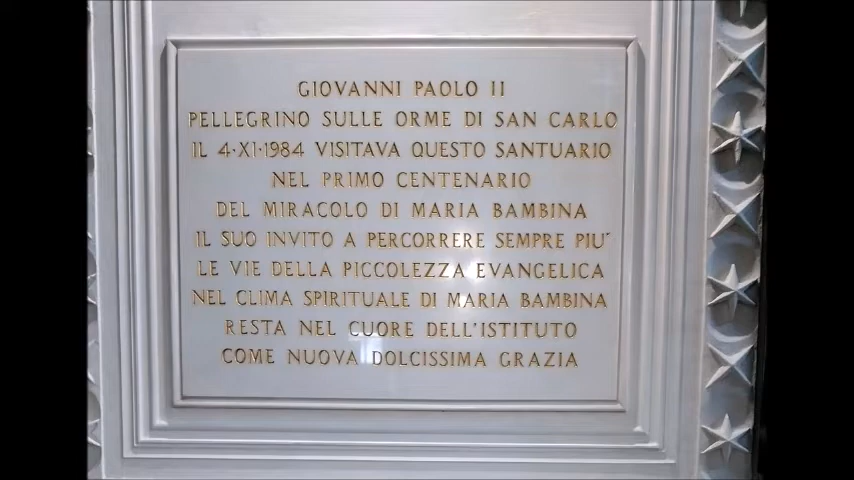 GIOVANNI PAOLO II
PELLEGRINO SULLE ORME DI SAN CARLO
IL 4·XI·1984 VISITAVA QUESTO SANTUARIO
NEL PRIMO CENTENARIO
DEL MIRACOLO DI MARIA BAMBINA
IL SUO INVITO A PERCORRERE SEMPRE PIU'
LE VIE DELLA PICCOLEZZA EVANGELICA
NEL CLIMA SPIRITUALE DI MARIA BAMBINA
RESTA NEL CUORE DELL'ISTITUTO
COME NUOVA DOLCISSIMA GRAZIA